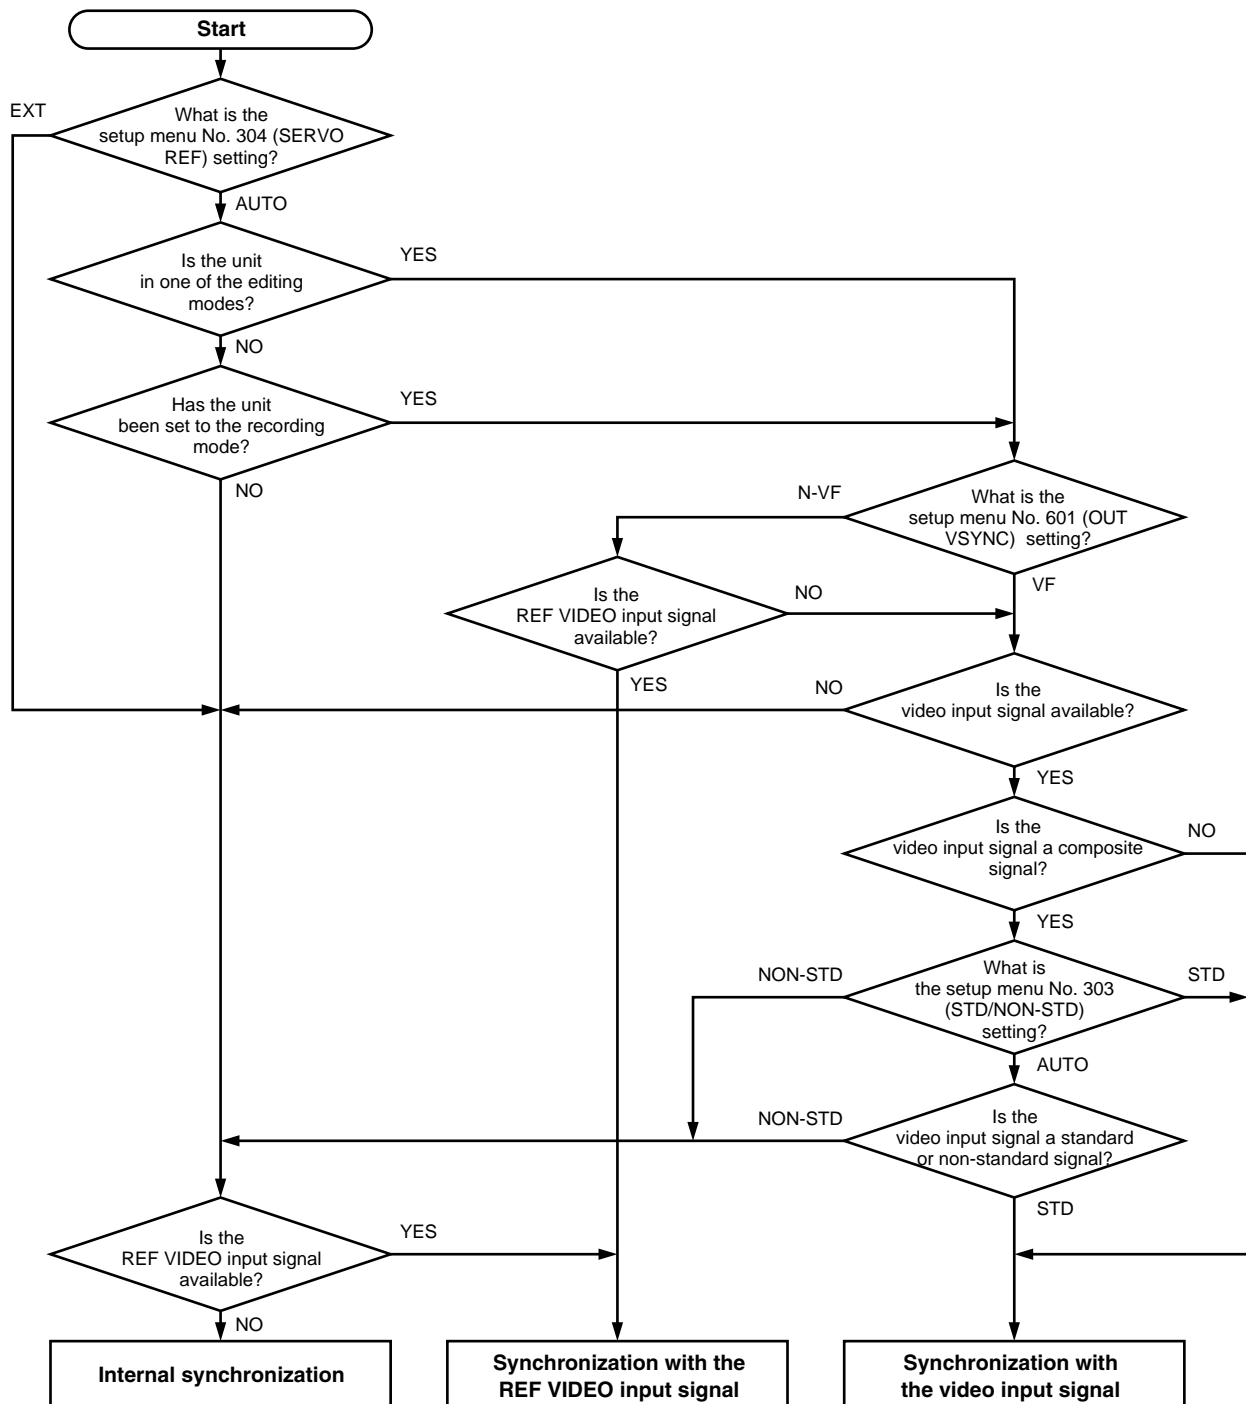 Start
EXT
What is the
setup menu No. 304 (SERVO
REF) setting?
AUTO
Is the unit
in one of the editing
modes?
YES
NO
Has the unit
been set to the recording
mode?
YES
NO
N-VF
What is the
setup menu No. 601 (OUT
VSYNC) setting?
VF
Is the
REF VIDEO input signal
available?
NO
YES
NO
Is the
video input signal available?
YES
Is the
video input signal a composite
signal?
NO
YES
NON-STD
What is
the setup menu No. 303
(STD/NON-STD)
setting?
STD
AUTO
NON-STD
Is the
video input signal a standard
or non-standard signal?
STD
Is the
REF VIDEO input signal
available?
YES
NO
Internal synchronization
Synchronization with the
REF VIDEO input signal
Synchronization with
the video input signal